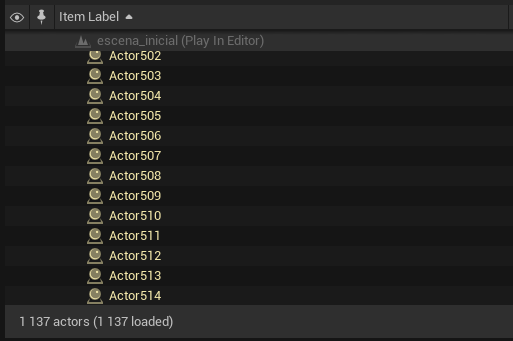 Item Label
escena_inicial (Play In Editor)
Actor502
Actor503
Actor504
Actor505
Actor506
Actor507
Actor508
Actor509
Actor510
Actor511
Actor512
Actor513
Actor514
1 137 actors (1 137 loaded)